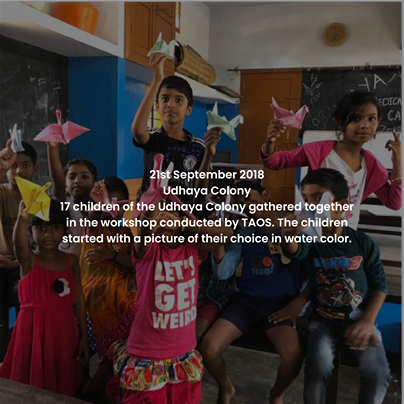 21st September 2018
Udhaya Colony
17 children of the Udhaya Colony gathered together
in the workshop conducted by TAOS. The children
started with a picture of their choice in water color.
LET'S
GET
WEIRD